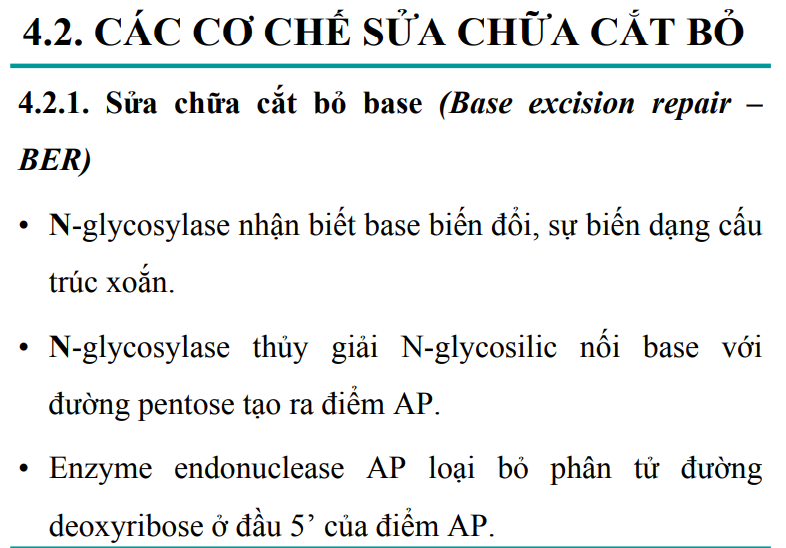 4.2. CÁC CƠ CHẾ SỬA CHỮA CẮT BỎ
4.2.1. Sửa chữa cắt bỏ base (Base excision repair –
BER)
• N-glycosylase nhận biết base biến đổi, sự biến dạng cấu
trúc xoắn.
• N-glycosylase thủy giải N-glycosilic nối base với
đường pentose tạo ra điểm AP.
• Enzyme endonuclease AP loại bỏ phân tử đường
deoxyribose ở đầu 5’ của điểm AP.